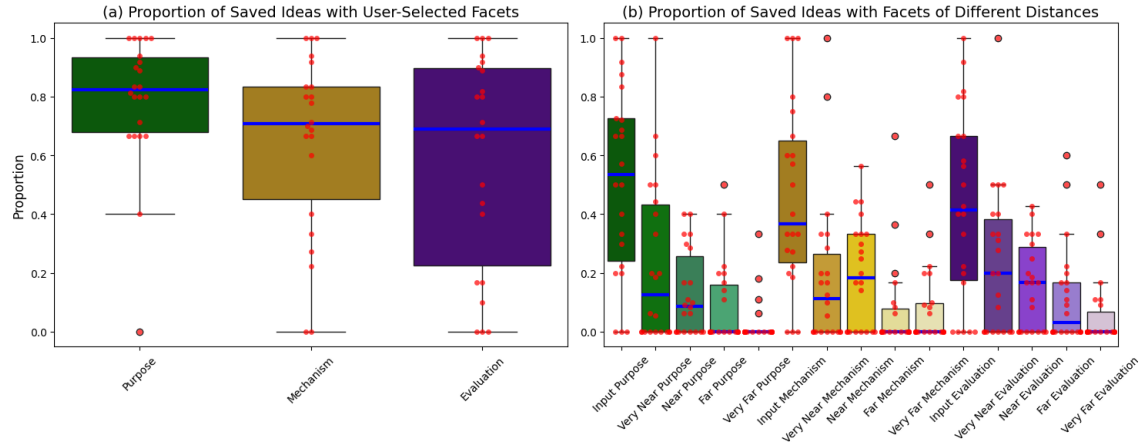 (a) Proportion of Saved Ideas with User-Selected Facets
Proportion
1.0
0.8
0.6
0.4
0.2
0.0
Purpose
Mechanism
Evaluation
(b) Proportion of Saved Ideas with Facets of Different Distances
1.0
0.8
0.6
0.4
0.2
0.0
Input Purpose
Very Near Purpose
Near Purpose
Far Purpose
Very Far Purpose
Input Mechanism
Very Near Mechanism
Near Mechanism
Far Mechanism
Very Far Mechanism
Input Evaluation
Very Near Evaluation
Near Evaluation
Far Evaluation
Very Far Evaluation